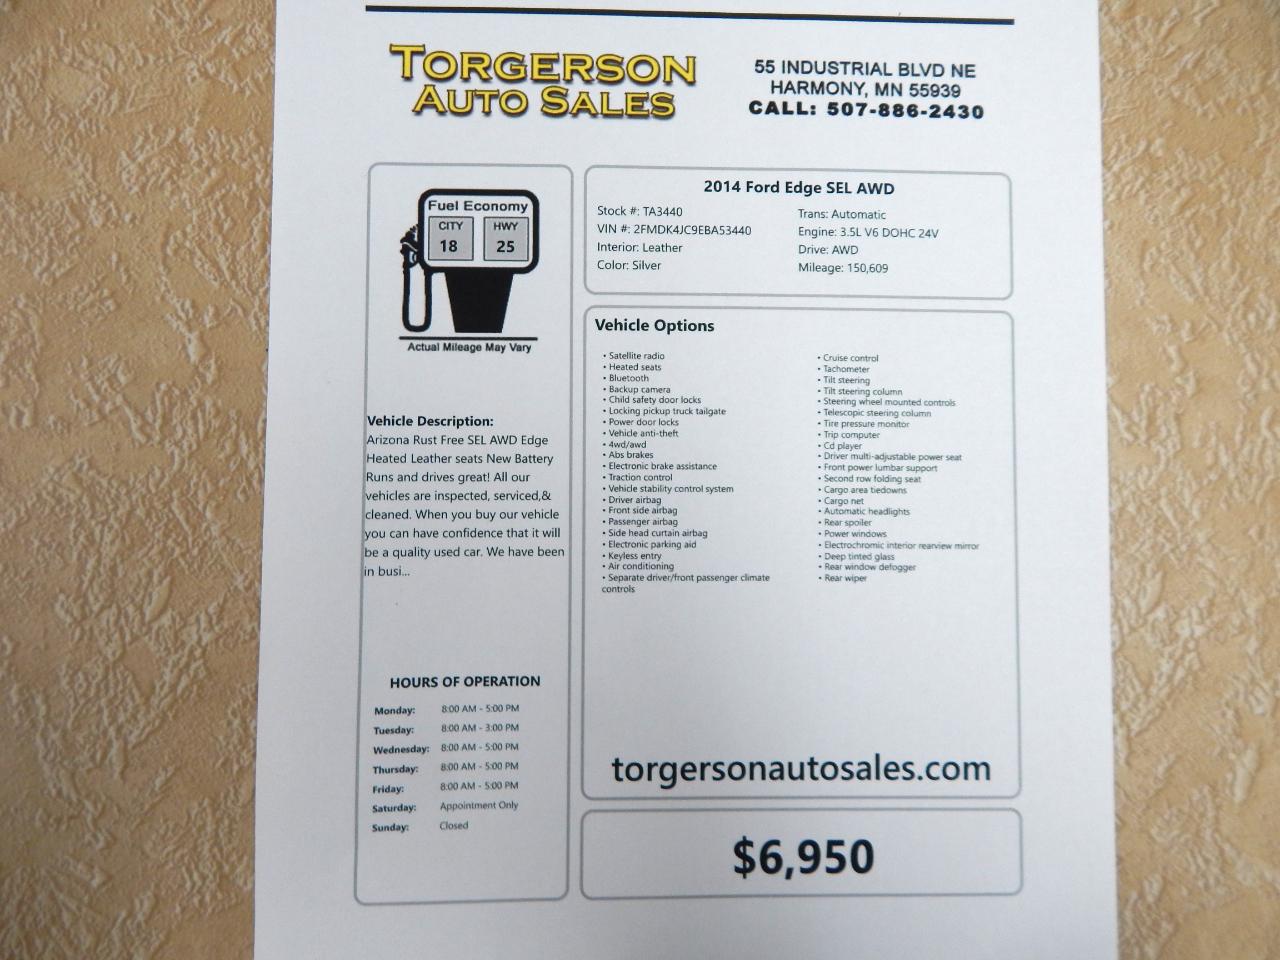 TORGERSON
AUTO SALES
55 INDUSTRIAL BLVD NE
HARMONY, MN 55939
CALL: 507-886-2430
Fuel Economy
CITY
18
HWY
25
Actual Mileage May Vary
Vehicle Description:
Arizona Rust Free SEL AWD Edge
Heated Leather seats New Battery
Runs and drives great! All our
vehicles are inspected, serviced,&
cleaned. When you buy our vehicle
you can have confidence that it will
be a quality used car. We have been
in busi...
HOURS OF OPERATION
Monday: 8:00 AM - 5:00 PM
Tuesday: 8:00 AM - 3:00 PM
Wednesday: 8:00 AM - 5:00 PM
Thursday: 8:00 AM - 5:00 PM
Friday: 8:00 AM - 5:00 PM
Saturday: Appointment Only
Sunday: Closed
2014 Ford Edge SEL AWD
Stock #: TA3440
VIN #: 2FMDK4JC9EBA53440
Interior: Leather
Color: Silver
Trans: Automatic
Engine: 3.5L V6 DOHC 24V
Drive: AWD
Mileage: 150,609
Vehicle Options
• Satellite radio
• Heated seats
• Bluetooth
• Backup camera
• Child safety door locks
• Locking pickup truck tailgate
• Power door locks
• Vehicle anti-theft
• 4wd/awd
• Abs brakes
• Electronic brake assistance
• Traction control
• Vehicle stability control system
• Driver airbag
• Front side airbag
• Passenger airbag
• Side head curtain airbag
• Electronic parking aid
• Keyless entry
• Air conditioning
• Separate driver/front passenger climate
controls
• Cruise control
• Tachometer
• Tilt steering
• Tilt steering column
• Steering wheel mounted controls
• Telescopic steering column
• Tire pressure monitor
• Trip computer
• Cd player
• Driver multi-adjustable power seat
• Front power lumbar support
• Second row folding seat
• Cargo area tiedowns
• Cargo net
• Automatic headlights
• Rear spoiler
• Power windows
• Electrochromic interior rearview mirror
• Deep tinted glass
• Rear window defogger
• Rear wiper
torgersonautosales.com
$6,950